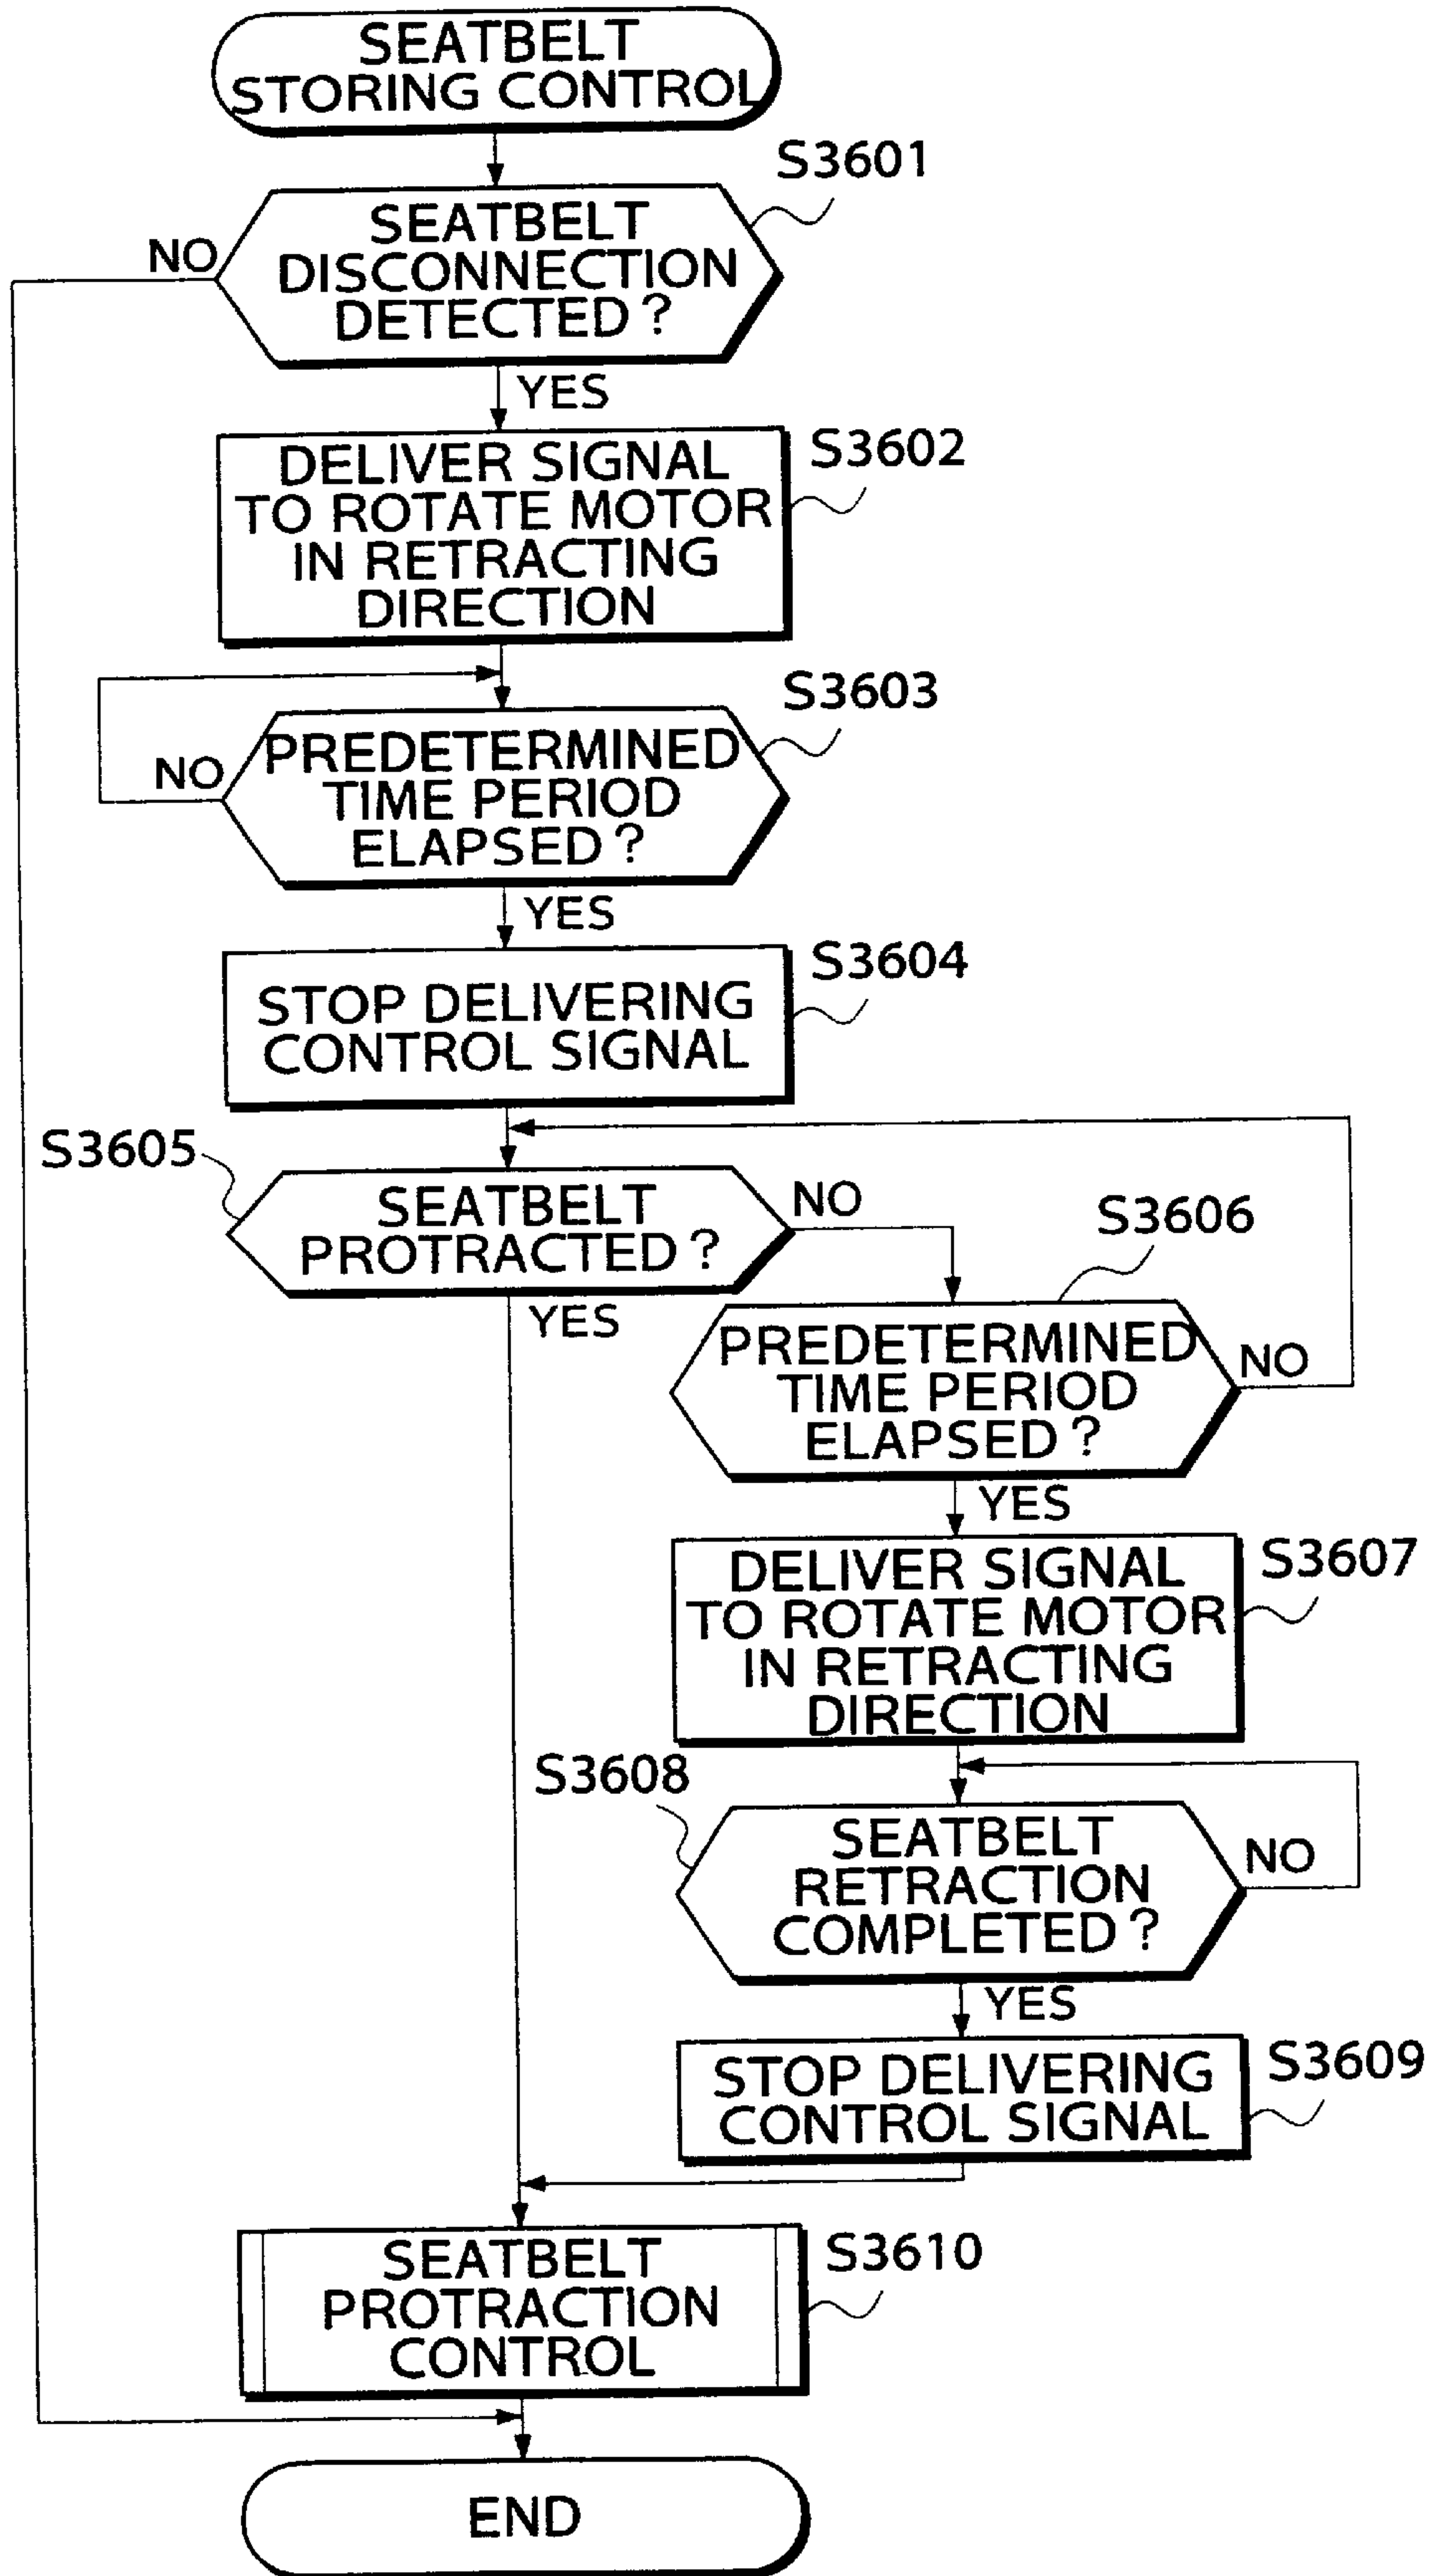 SEATBELT
STORING CONTROL
S3601
SEATBELT
DISCONNECTION
DETECTED?
NO
YES
S3602
DELIVER SIGNAL
TO ROTATE MOTOR
IN RETRACTING
DIRECTION
S3603
PREDETERMINED
TIME PERIOD
ELAPSED?
NO
YES
S3604
STOP DELIVERING
CONTROL SIGNAL
S3605
SEATBELT
PROTRACTED?
NO
YES
S3606
PREDETERMINED
TIME PERIOD
ELAPSED?
NO
YES
S3607
DELIVER SIGNAL
TO ROTATE MOTOR
IN RETRACTING
DIRECTION
S3608
SEATBELT
RETRACTION
COMPLETED?
NO
YES
S3609
STOP DELIVERING
CONTROL SIGNAL
S3610
SEATBELT
PROTRACTION
CONTROL
END